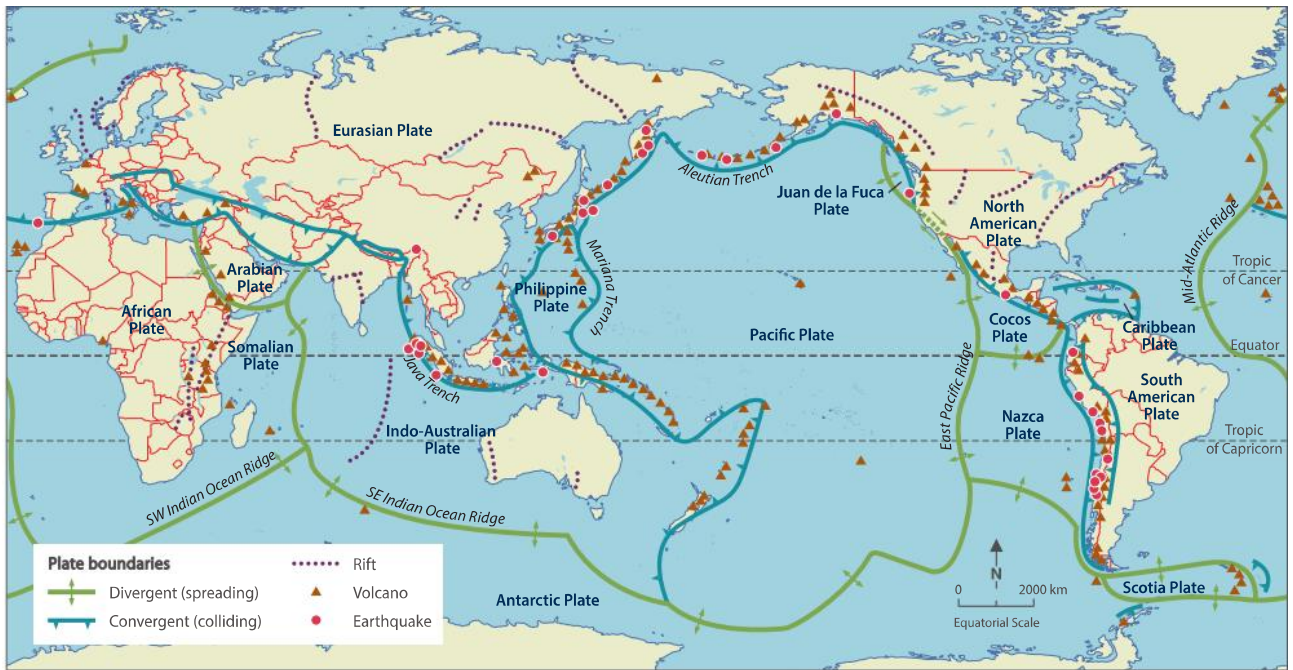 Eurasian Plate
Aleutian Trench
Juan de la Fuca
Plate
North
American
Plate
Mid-Atlantic Ridge
Arabian
Plate
Mariana Trench
Tropic
of Cancer
Philippine
Plate
African
Plate
Somalian
Plate
Pacific Plate
Cocos
Plate
Caribbean
Plate
Equator
Java Trench
East Pacific Ridge
South
American
Plate
Nazca
Plate
Indo-Australian
Plate
Tropic
of Capricorn
SW Indian Ocean Ridge
SE Indian Ocean Ridge
Plate boundaries
Divergent (spreading)
Convergent (colliding)
Rift
Volcano
Earthquake
Antarctic Plate
N
0 2000 km
Equatorial Scale
Scotia Plate